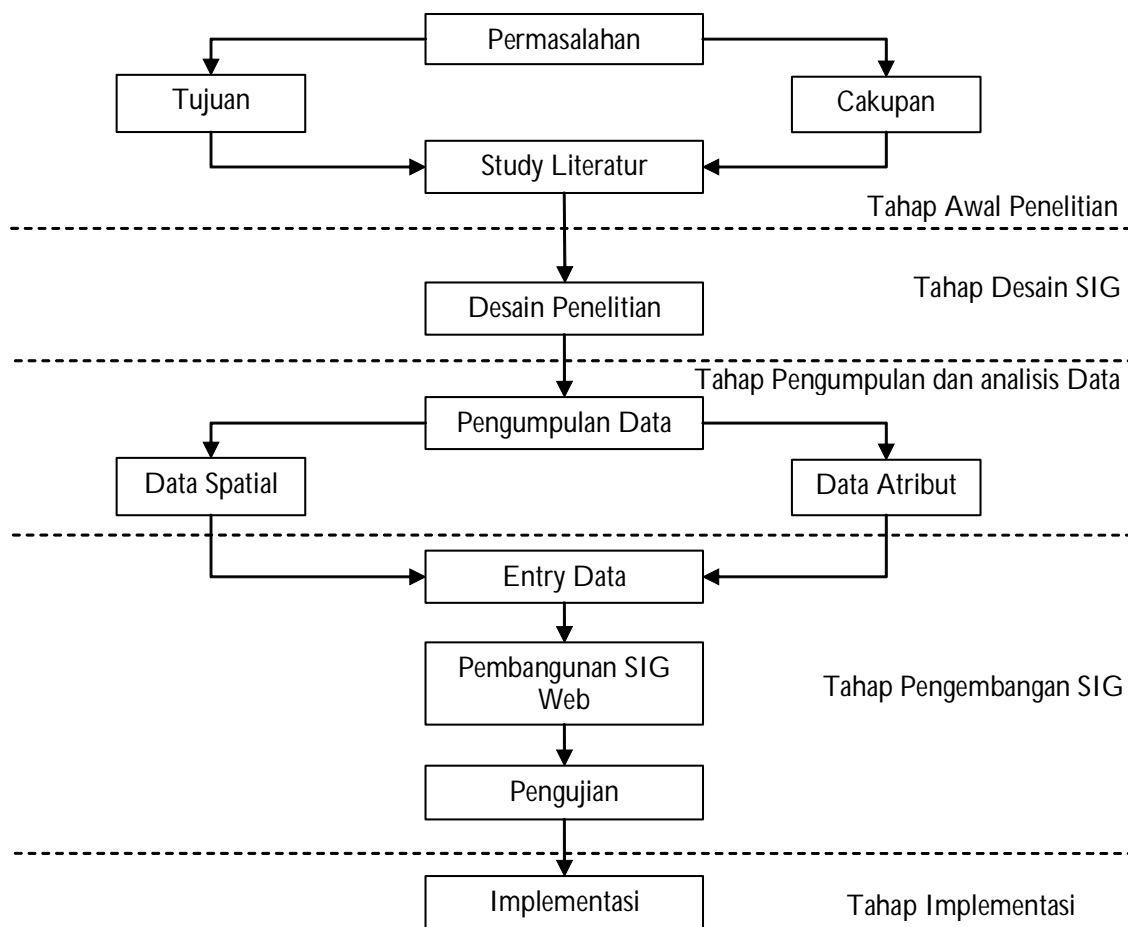 Permasalahan
Tujuan
Cakupan
Study Literatur
Tahap Awal Penelitian
Tahap Desain SIG
Desain Penelitian
Tahap Pengumpulan dan analisis Data
Pengumpulan Data
Data Spatial
Data Atribut
Entry Data
Pembangunan SIG
Web
Tahap Pengembangan SIG
Pengujian
Implementasi
Tahap Implementasi